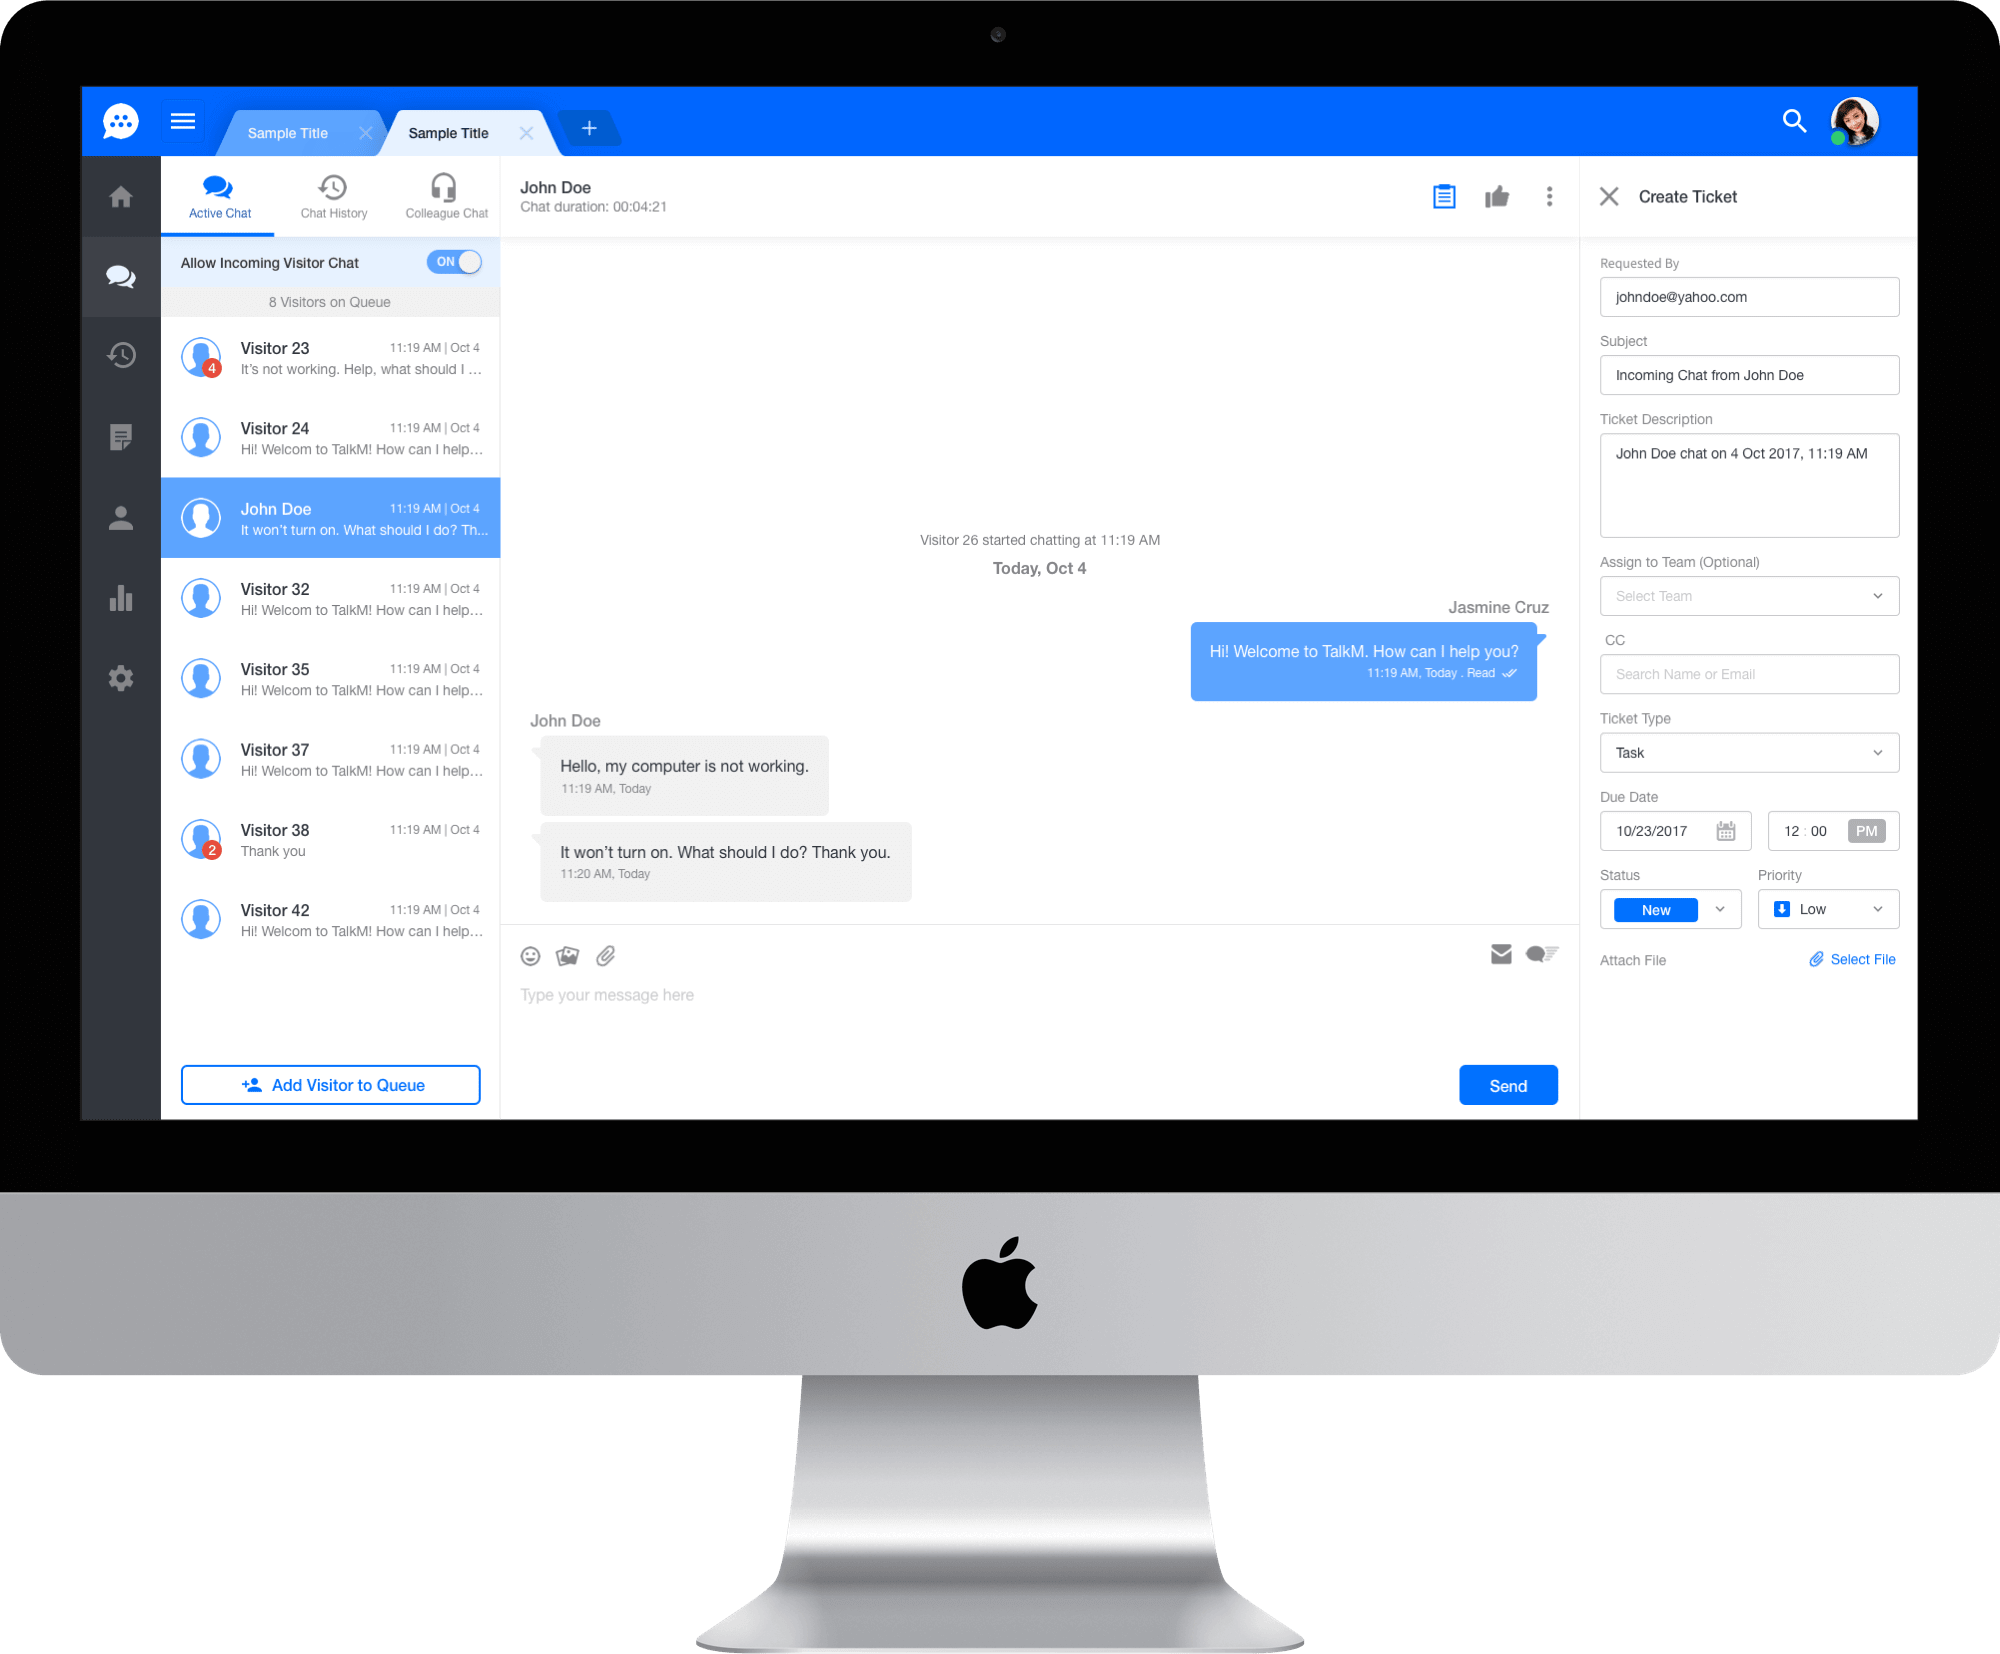 Sample Title
Sample Title
Active Chat
Chat History
Colleague Chat
Allow Incoming Visitor Chat
ON
8 Visitors on Queue
Visitor 23
11:19 AM | Oct 4
It's not working. Help, what should I ...
4
Visitor 24
11:19 AM | Oct 4
Hi! Welcom to TalkM! How can I help...
John Doe
11:19 AM | Oct 4
It won't turn on. What should I do? Th...
Visitor 32
11:19 AM | Oct 4
Hi! Welcom to TalkM! How can I help...
Visitor 35
11:19 AM | Oct 4
Hi! Welcom to TalkM! How can I help...
Visitor 37
11:19 AM | Oct 4
Hi! Welcom to TalkM! How can I help...
Visitor 38
11:19 AM | Oct 4
Thank you
2
Visitor 42
11:19 AM | Oct 4
Hi! Welcom to TalkM! How can I help...
Add Visitor to Queue
John Doe
Chat duration: 00:04:21
Visitor 26 started chatting at 11:19 AM
Today, Oct 4
Jasmine Cruz
Hi! Welcome to TalkM. How can I help you?
11:19 AM, Today . Read
John Doe
Hello, my computer is not working.
11:19 AM, Today
It won't turn on. What should I do? Thank you.
11:20 AM, Today
Type your message here
Send
Create Ticket
Requested By
johndoe@yahoo.com
Subject
Incoming Chat from John Doe
Ticket Description
John Doe chat on 4 Oct 2017, 11:19 AM
Assign to Team (Optional)
Select Team
CC
Search Name or Email
Ticket Type
Task
Due Date
10/23/2017
12 : 00
PM
Status
Priority
New
Low
Attach File
Select File